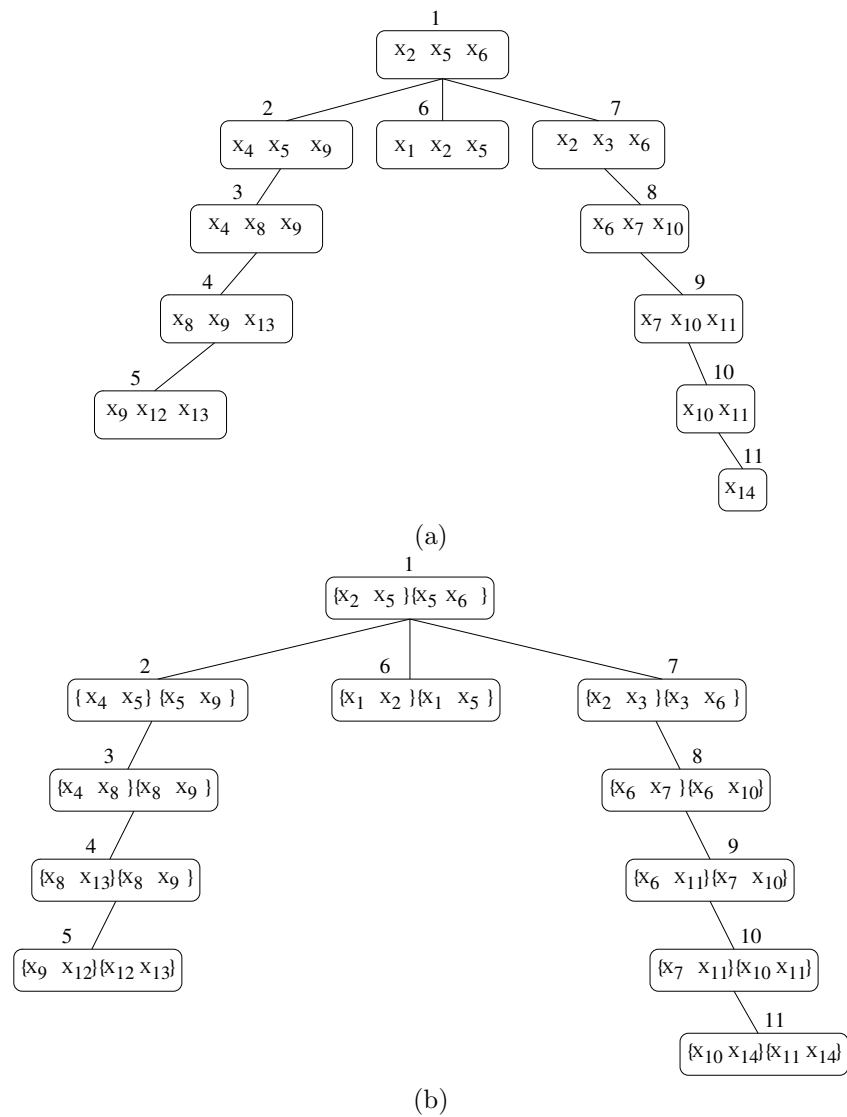 1
x2 x5 x6
2 6 7
x4 x5 x9 x1 x2 x5 x2 x3 x6
3 8
x4 x8 x9 x6 x7 x10
4 9
x8 x9 x13 x7 x10 x11
5 10
x9 x12 x13 x10 x11
11
x14
(a)
1
{x2 x5 }{x5 x6 }
2 6 7
{ x4 x5} {x5 x9 } {x1 x2 }{x1 x5 } {x2 x3 }{x3 x6 }
3 8
{x4 x8 }{x8 x9 } {x6 x7 }{x6 x10}
4 9
{x8 x13}{x8 x9 } {x6 x11}{x7 x10}
5 10
{x9 x12}{x12 x13} {x7 x11}{x10 x11}
11
{x10 x14}{x11 x14}
(b)